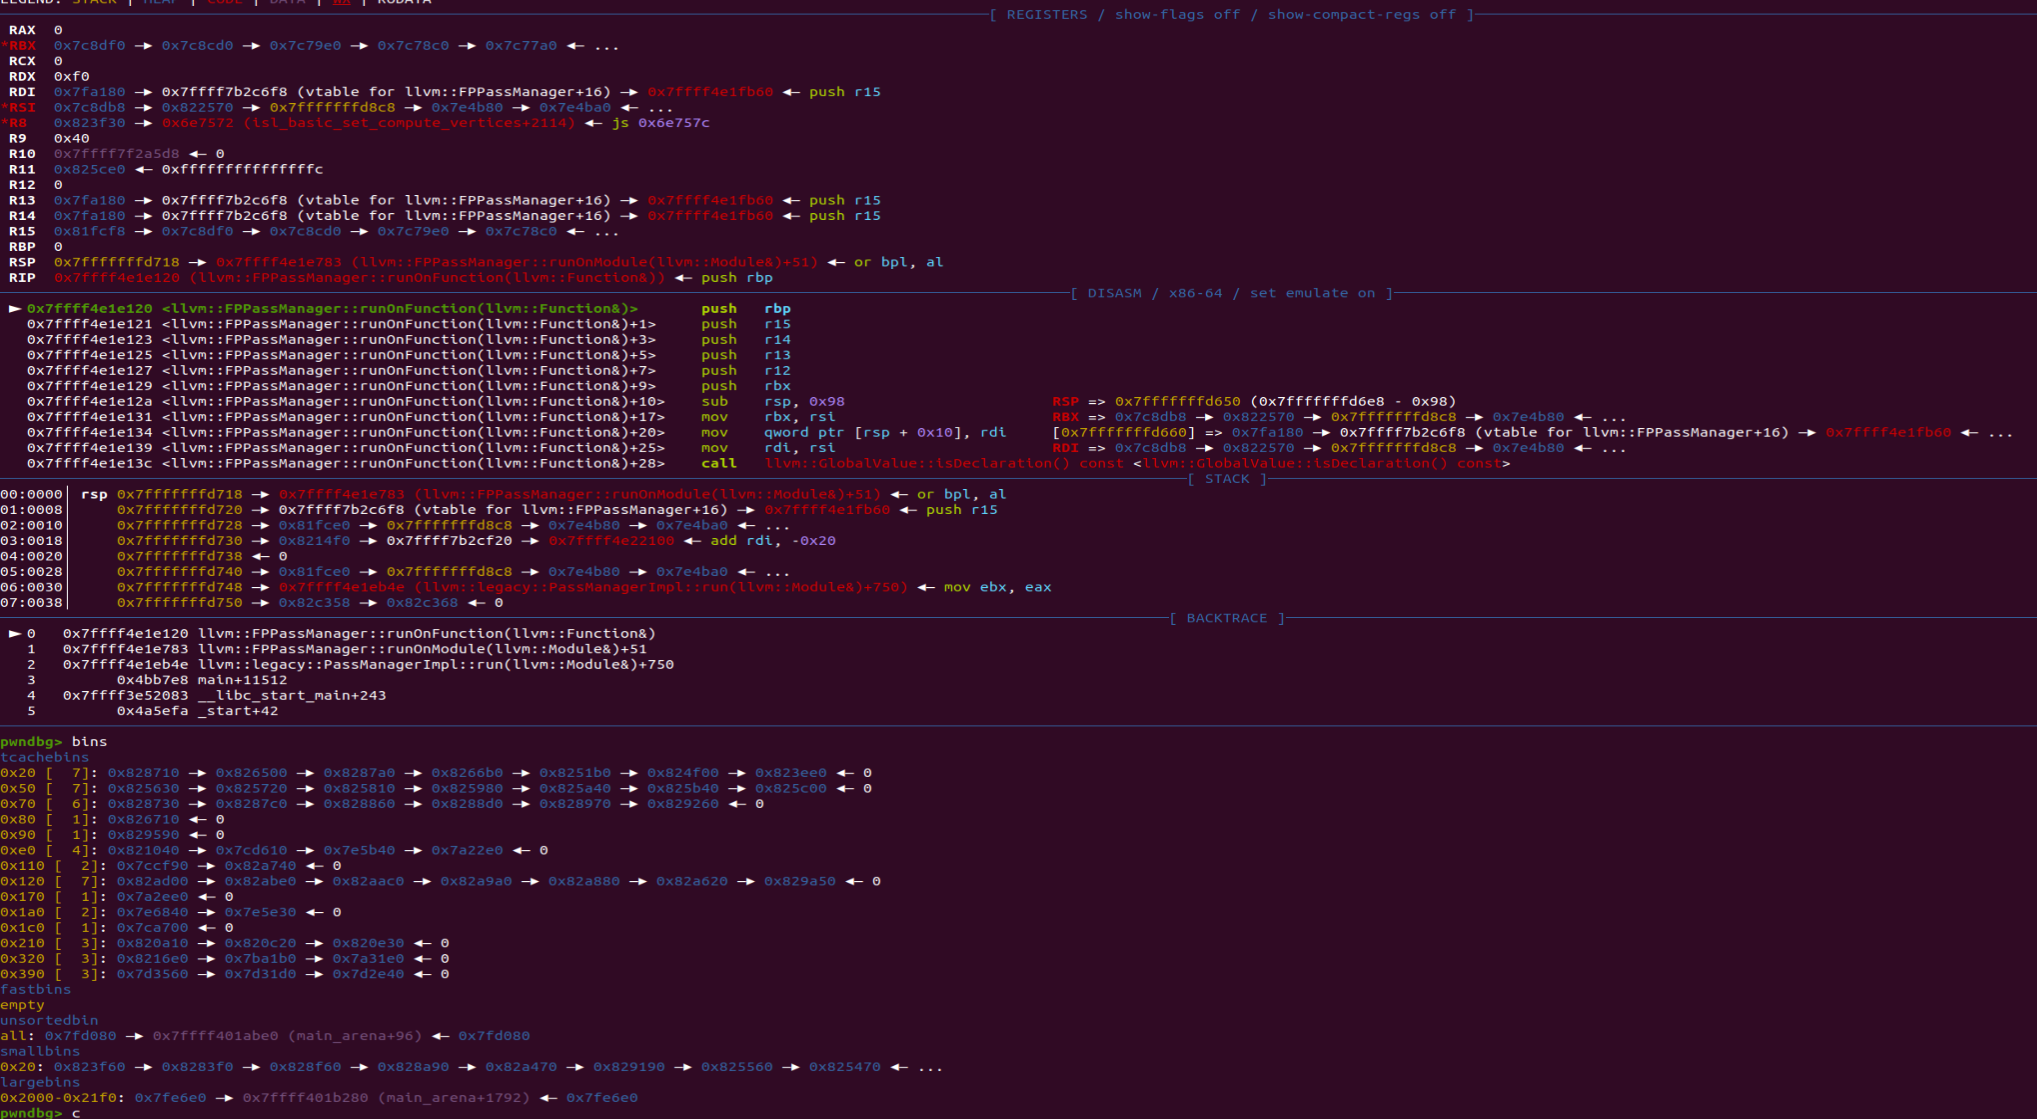 LEGEND: STACK | HEAP | CODE | DATA | WX | RODATA
[ REGISTERS / show-flags off / show-compact-regs off ]
RAX 0
*RBX 0x7c8df0 —▸ 0x7c8cd0 —▸ 0x7c79e0 —▸ 0x7c78c0 —▸ 0x7c77a0 ◂— ...
RCX 0
RDX 0xf0
RDI 0x7fa180 —▸ 0x7ffff7b2c6f8 (vtable for llvm::FPPassManager+16) —▸ 0x7ffff4e1fb60 ◂— push r15
*RSI 0x7c8db8 —▸ 0x822570 —▸ 0x7fffffffd8c8 —▸ 0x7e4b80 —▸ 0x7e4ba0 ◂— ...
*R8 0x823f30 —▸ 0x6e7572 (isl_basic_set_compute_vertices+2114) ◂— js 0x6e757c
R9 0x40
R10 0x7ffff7f2a5d8 ◂— 0
R11 0x825ce0 ◂— 0xfffffffffffffffc
R12 0
R13 0x7fa180 —▸ 0x7ffff7b2c6f8 (vtable for llvm::FPPassManager+16) —▸ 0x7ffff4e1fb60 ◂— push r15
R14 0x7fa180 —▸ 0x7ffff7b2c6f8 (vtable for llvm::FPPassManager+16) —▸ 0x7ffff4e1fb60 ◂— push r15
R15 0x81fcf8 —▸ 0x7c8df0 —▸ 0x7c8cd0 —▸ 0x7c79e0 —▸ 0x7c78c0 ◂— ...
RBP 0
RSP 0x7fffffffd718 —▸ 0x7ffff4e1e783 (llvm::FPPassManager::runOnModule(llvm::Module&)+51) ◂— or bpl, al
RIP 0x7ffff4e1e120 (llvm::FPPassManager::runOnFunction(llvm::Function&)) ◂— push rbp
[ DISASM / x86-64 / set emulate on ]
► 0x7ffff4e1e120 <llvm::FPPassManager::runOnFunction(llvm::Function&)> push rbp
0x7ffff4e1e121 <llvm::FPPassManager::runOnFunction(llvm::Function&)+1> push r15
0x7ffff4e1e123 <llvm::FPPassManager::runOnFunction(llvm::Function&)+3> push r14
0x7ffff4e1e125 <llvm::FPPassManager::runOnFunction(llvm::Function&)+5> push r13
0x7ffff4e1e127 <llvm::FPPassManager::runOnFunction(llvm::Function&)+7> push r12
0x7ffff4e1e129 <llvm::FPPassManager::runOnFunction(llvm::Function&)+9> push rbx
0x7ffff4e1e12a <llvm::FPPassManager::runOnFunction(llvm::Function&)+10> sub rsp, 0x98 RSP => 0x7fffffffd650 (0x7fffffffd6e8 - 0x98)
0x7ffff4e1e131 <llvm::FPPassManager::runOnFunction(llvm::Function&)+17> mov rbx, rsi RBX => 0x7c8db8 —▸ 0x822570 —▸ 0x7fffffffd8c8 —▸ 0x7e4b80 ◂— ...
0x7ffff4e1e134 <llvm::FPPassManager::runOnFunction(llvm::Function&)+20> mov qword ptr [rsp + 0x10], rdi [0x7fffffffd660] => 0x7fa180 —▸ 0x7ffff7b2c6f8 (vtable for llvm::FPPassManager+16) —▸ 0x7ffff4e1fb60 ◂— ...
0x7ffff4e1e139 <llvm::FPPassManager::runOnFunction(llvm::Function&)+25> mov rdi, rsi RDI => 0x7c8db8 —▸ 0x822570 —▸ 0x7fffffffd8c8 —▸ 0x7e4b80 ◂— ...
0x7ffff4e1e13c <llvm::FPPassManager::runOnFunction(llvm::Function&)+28> call llvm::GlobalValue::isDeclaration() const <llvm::GlobalValue::isDeclaration() const>
[ STACK ]
00:0000│ rsp 0x7fffffffd718 —▸ 0x7ffff4e1e783 (llvm::FPPassManager::runOnModule(llvm::Module&)+51) ◂— or bpl, al
01:0008│ 0x7fffffffd720 —▸ 0x7ffff7b2c6f8 (vtable for llvm::FPPassManager+16) —▸ 0x7ffff4e1fb60 ◂— push r15
02:0010│ 0x7fffffffd728 —▸ 0x81fce0 —▸ 0x7fffffffd8c8 —▸ 0x7e4b80 —▸ 0x7e4ba0 ◂— ...
03:0018│ 0x7fffffffd730 —▸ 0x8214f0 —▸ 0x7ffff7b2cf20 —▸ 0x7ffff4e22100 ◂— add rdi, -0x20
04:0020│ 0x7fffffffd738 ◂— 0
05:0028│ 0x7fffffffd740 —▸ 0x81fce0 —▸ 0x7fffffffd8c8 —▸ 0x7e4b80 —▸ 0x7e4ba0 ◂— ...
06:0030│ 0x7fffffffd748 —▸ 0x7ffff4e1eb4e (llvm::legacy::PassManagerImpl::run(llvm::Module&)+750) ◂— mov ebx, eax
07:0038│ 0x7fffffffd750 —▸ 0x82c358 —▸ 0x82c368 ◂— 0
[ BACKTRACE ]
► 0 0x7ffff4e1e120 llvm::FPPassManager::runOnFunction(llvm::Function&)
1 0x7ffff4e1e783 llvm::FPPassManager::runOnModule(llvm::Module&)+51
2 0x7ffff4e1eb4e llvm::legacy::PassManagerImpl::run(llvm::Module&)+750
3 0x4bb7e8 main+11512
4 0x7ffff3e52083 __libc_start_main+243
5 0x4a5efa _start+42
pwndbg> bins
tcachebins
0x20 [ 7]: 0x828710 —▸ 0x826500 —▸ 0x8287a0 —▸ 0x8266b0 —▸ 0x8251b0 —▸ 0x824f00 —▸ 0x823ee0 ◂— 0
0x50 [ 7]: 0x825630 —▸ 0x825720 —▸ 0x825810 —▸ 0x825980 —▸ 0x825a40 —▸ 0x825b40 —▸ 0x825c00 ◂— 0
0x70 [ 6]: 0x828730 —▸ 0x8287c0 —▸ 0x828860 —▸ 0x8288d0 —▸ 0x828970 —▸ 0x829260 ◂— 0
0x80 [ 1]: 0x826710 ◂— 0
0x90 [ 1]: 0x829590 ◂— 0
0xe0 [ 4]: 0x821040 —▸ 0x7cd610 —▸ 0x7e5b40 —▸ 0x7a22e0 ◂— 0
0x110 [ 2]: 0x7ccf90 —▸ 0x82a740 ◂— 0
0x120 [ 7]: 0x82ad00 —▸ 0x82abe0 —▸ 0x82aac0 —▸ 0x82a9a0 —▸ 0x82a880 —▸ 0x82a620 —▸ 0x829a50 ◂— 0
0x170 [ 1]: 0x7a2ee0 ◂— 0
0x1a0 [ 2]: 0x7e6840 —▸ 0x7e5e30 ◂— 0
0x1c0 [ 1]: 0x7ca700 ◂— 0
0x210 [ 3]: 0x820a10 —▸ 0x820c20 —▸ 0x820e30 ◂— 0
0x320 [ 3]: 0x8216e0 —▸ 0x7ba1b0 —▸ 0x7a31e0 ◂— 0
0x390 [ 3]: 0x7d3560 —▸ 0x7d31d0 —▸ 0x7d2e40 ◂— 0
fastbins
empty
unsortedbin
all: 0x7fd080 —▸ 0x7ffff401abe0 (main_arena+96) ◂— 0x7fd080
smallbins
0x20: 0x823f60 —▸ 0x8283f0 —▸ 0x828f60 —▸ 0x828a90 —▸ 0x82a470 —▸ 0x829190 —▸ 0x825560 —▸ 0x825470 ◂— ...
largebins
0x2000-0x21f0: 0x7fe6e0 —▸ 0x7ffff401b280 (main_arena+1792) ◂— 0x7fe6e0
pwndbg> c